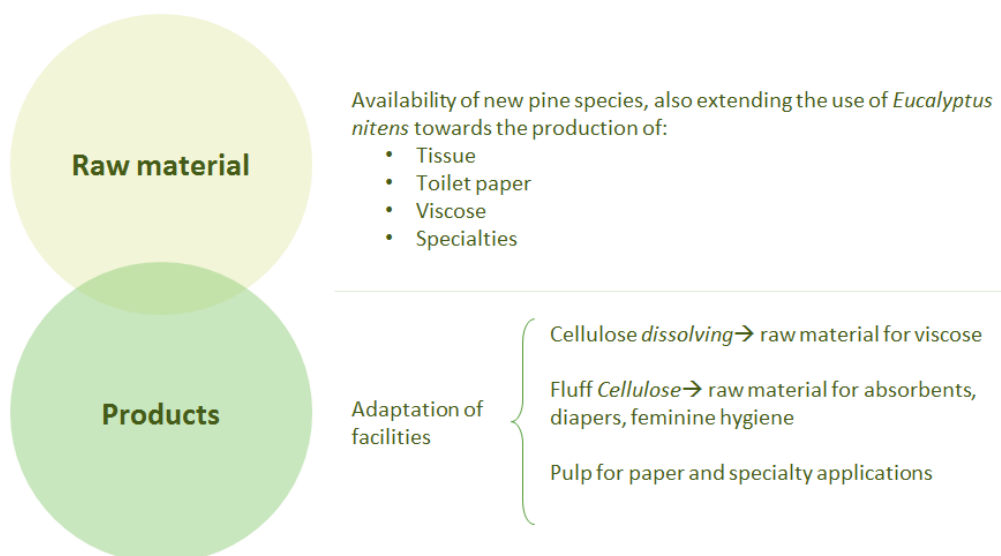 Raw material
Availability of new pine species, also extending the use of Eucalyptus
nitens towards the production of:
• Tissue
• Toilet paper
• Viscose
• Specialties
Products
Adaptation of
facilities
Cellulose dissolving→ raw material for viscose
Fluff Cellulose→ raw material for absorbents,
diapers, feminine hygiene
Pulp for paper and specialty applications